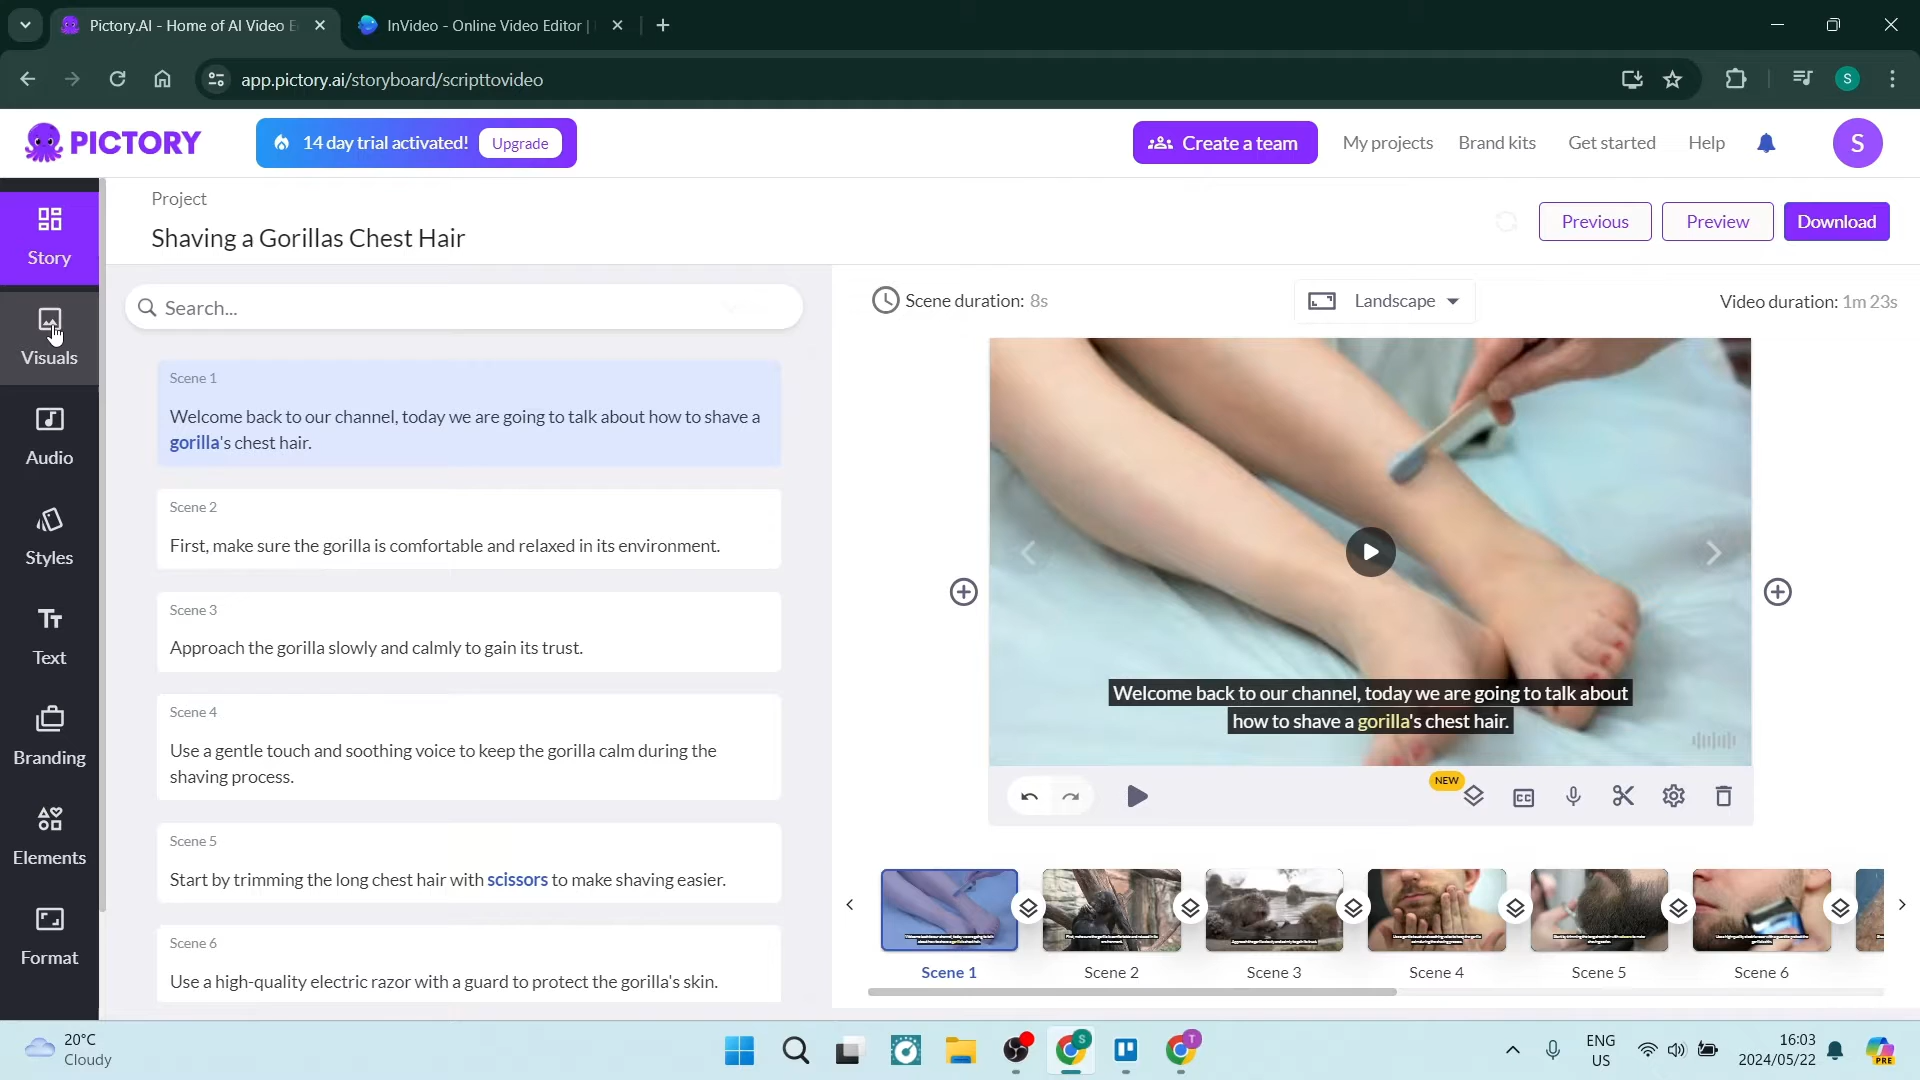 Pictory.AI - Home of AI Video E
InVideo - Online Video Editor |
app.pictory.ai/storyboard/scripttovideo
S
PICTORY
14 day trial activated!
Upgrade
Create a team
My projects
Brand kits
Get started
Help
S
Story
Visuals
Audio
Styles
Text
Branding
Elements
Format
Project
Shaving a Gorillas Chest Hair
Previous
Preview
Download
Search...
Scene 1
Welcome back to our channel, today we are going to talk about how to shave a
gorilla's chest hair.
Scene 2
First, make sure the gorilla is comfortable and relaxed in its environment.
Scene 3
Approach the gorilla slowly and calmly to gain its trust.
Scene 4
Use a gentle touch and soothing voice to keep the gorilla calm during the
shaving process.
Scene 5
Start by trimming the long chest hair with scissors to make shaving easier.
Scene 6
Use a high-quality electric razor with a guard to protect the gorilla's skin.
Scene duration: 8s
Landscape
Video duration: 1m 23s
Welcome back to our channel, today we are going to talk about
how to shave a gorilla's chest hair.
NEW
CC
Scene 1
Scene 2
Scene 3
Scene 4
Scene 5
Scene 6
20°C
Cloudy
S
T
ENG
US
16:03
2024/05/22
PRE